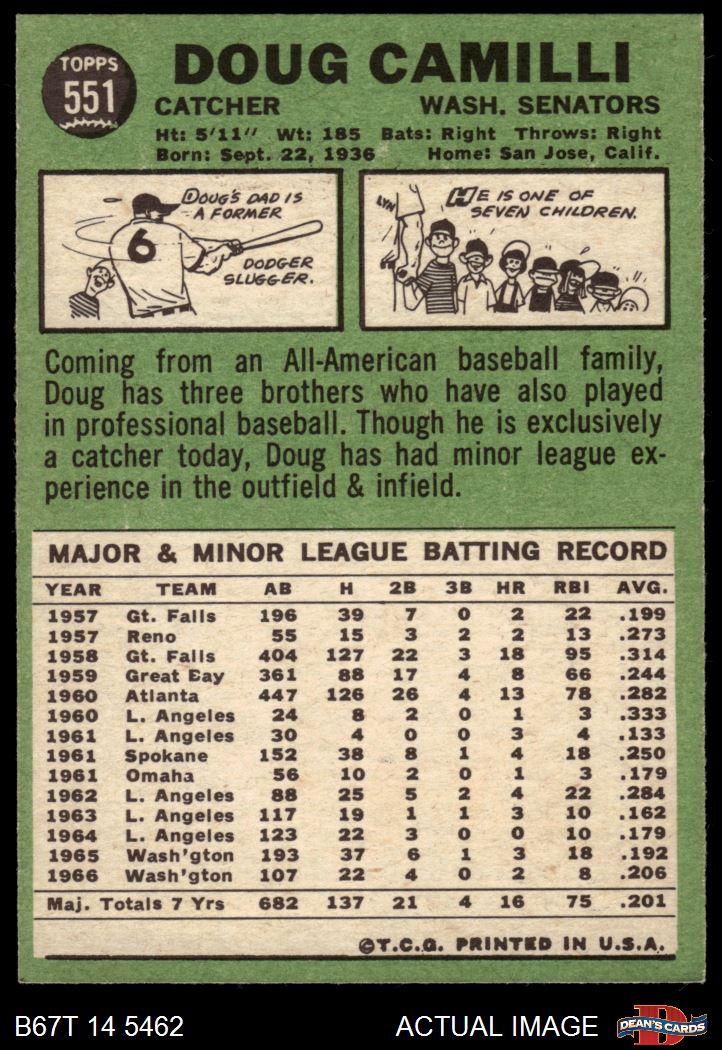 TOPPS
551
DOUG CAMILLI
CATCHER WASH. SENATORS
Ht: 5'11" Wt: 185 Bats: Right Throws: Right
Born: Sept. 22, 1936 Home: San Jose, Calif.
DOUG'S DAD IS
A FORMER
6
DODGER
SLUGGER.
LYN
HE IS ONE OF
SEVEN CHILDREN.
Coming from an All-American baseball family,
Doug has three brothers who have also played
in professional baseball. Though he is exclusively
a catcher today, Doug has had minor league ex-
perience in the outfield & infield.
MAJOR & MINOR LEAGUE BATTING RECORD
YEAR TEAM AB H 2B 3B HR RBI AVG.
1957 Gt. Falls 196 39 7 0 2 22 .199
1957 Reno 55 15 3 2 2 13 .273
1958 Gt. Falls 404 127 22 3 18 95 .314
1959 Great Bay 361 88 17 4 8 66 .244
1960 Atlanta 447 126 26 4 13 78 .282
1960 L. Angeles 24 8 2 0 1 3 .333
1961 L. Angeles 30 4 0 0 3 4 .133
1961 Spokane 152 38 8 1 4 18 .250
1961 Omaha 56 10 2 0 1 3 .179
1962 L. Angeles 88 25 5 2 4 22 .284
1963 L. Angeles 117 19 1 1 3 10 .162
1964 L. Angeles 123 22 3 0 0 10 .179
1965 Wash'gton 193 37 6 1 3 18 .192
1966 Wash'gton 107 22 4 0 2 8 .206
Maj. Totals 7 Yrs 682 137 21 4 16 75 .201
©T.C.G. PRINTED IN U.S.A.
B67T 14 5462 ACTUAL IMAGE
DEAN'S CARDS